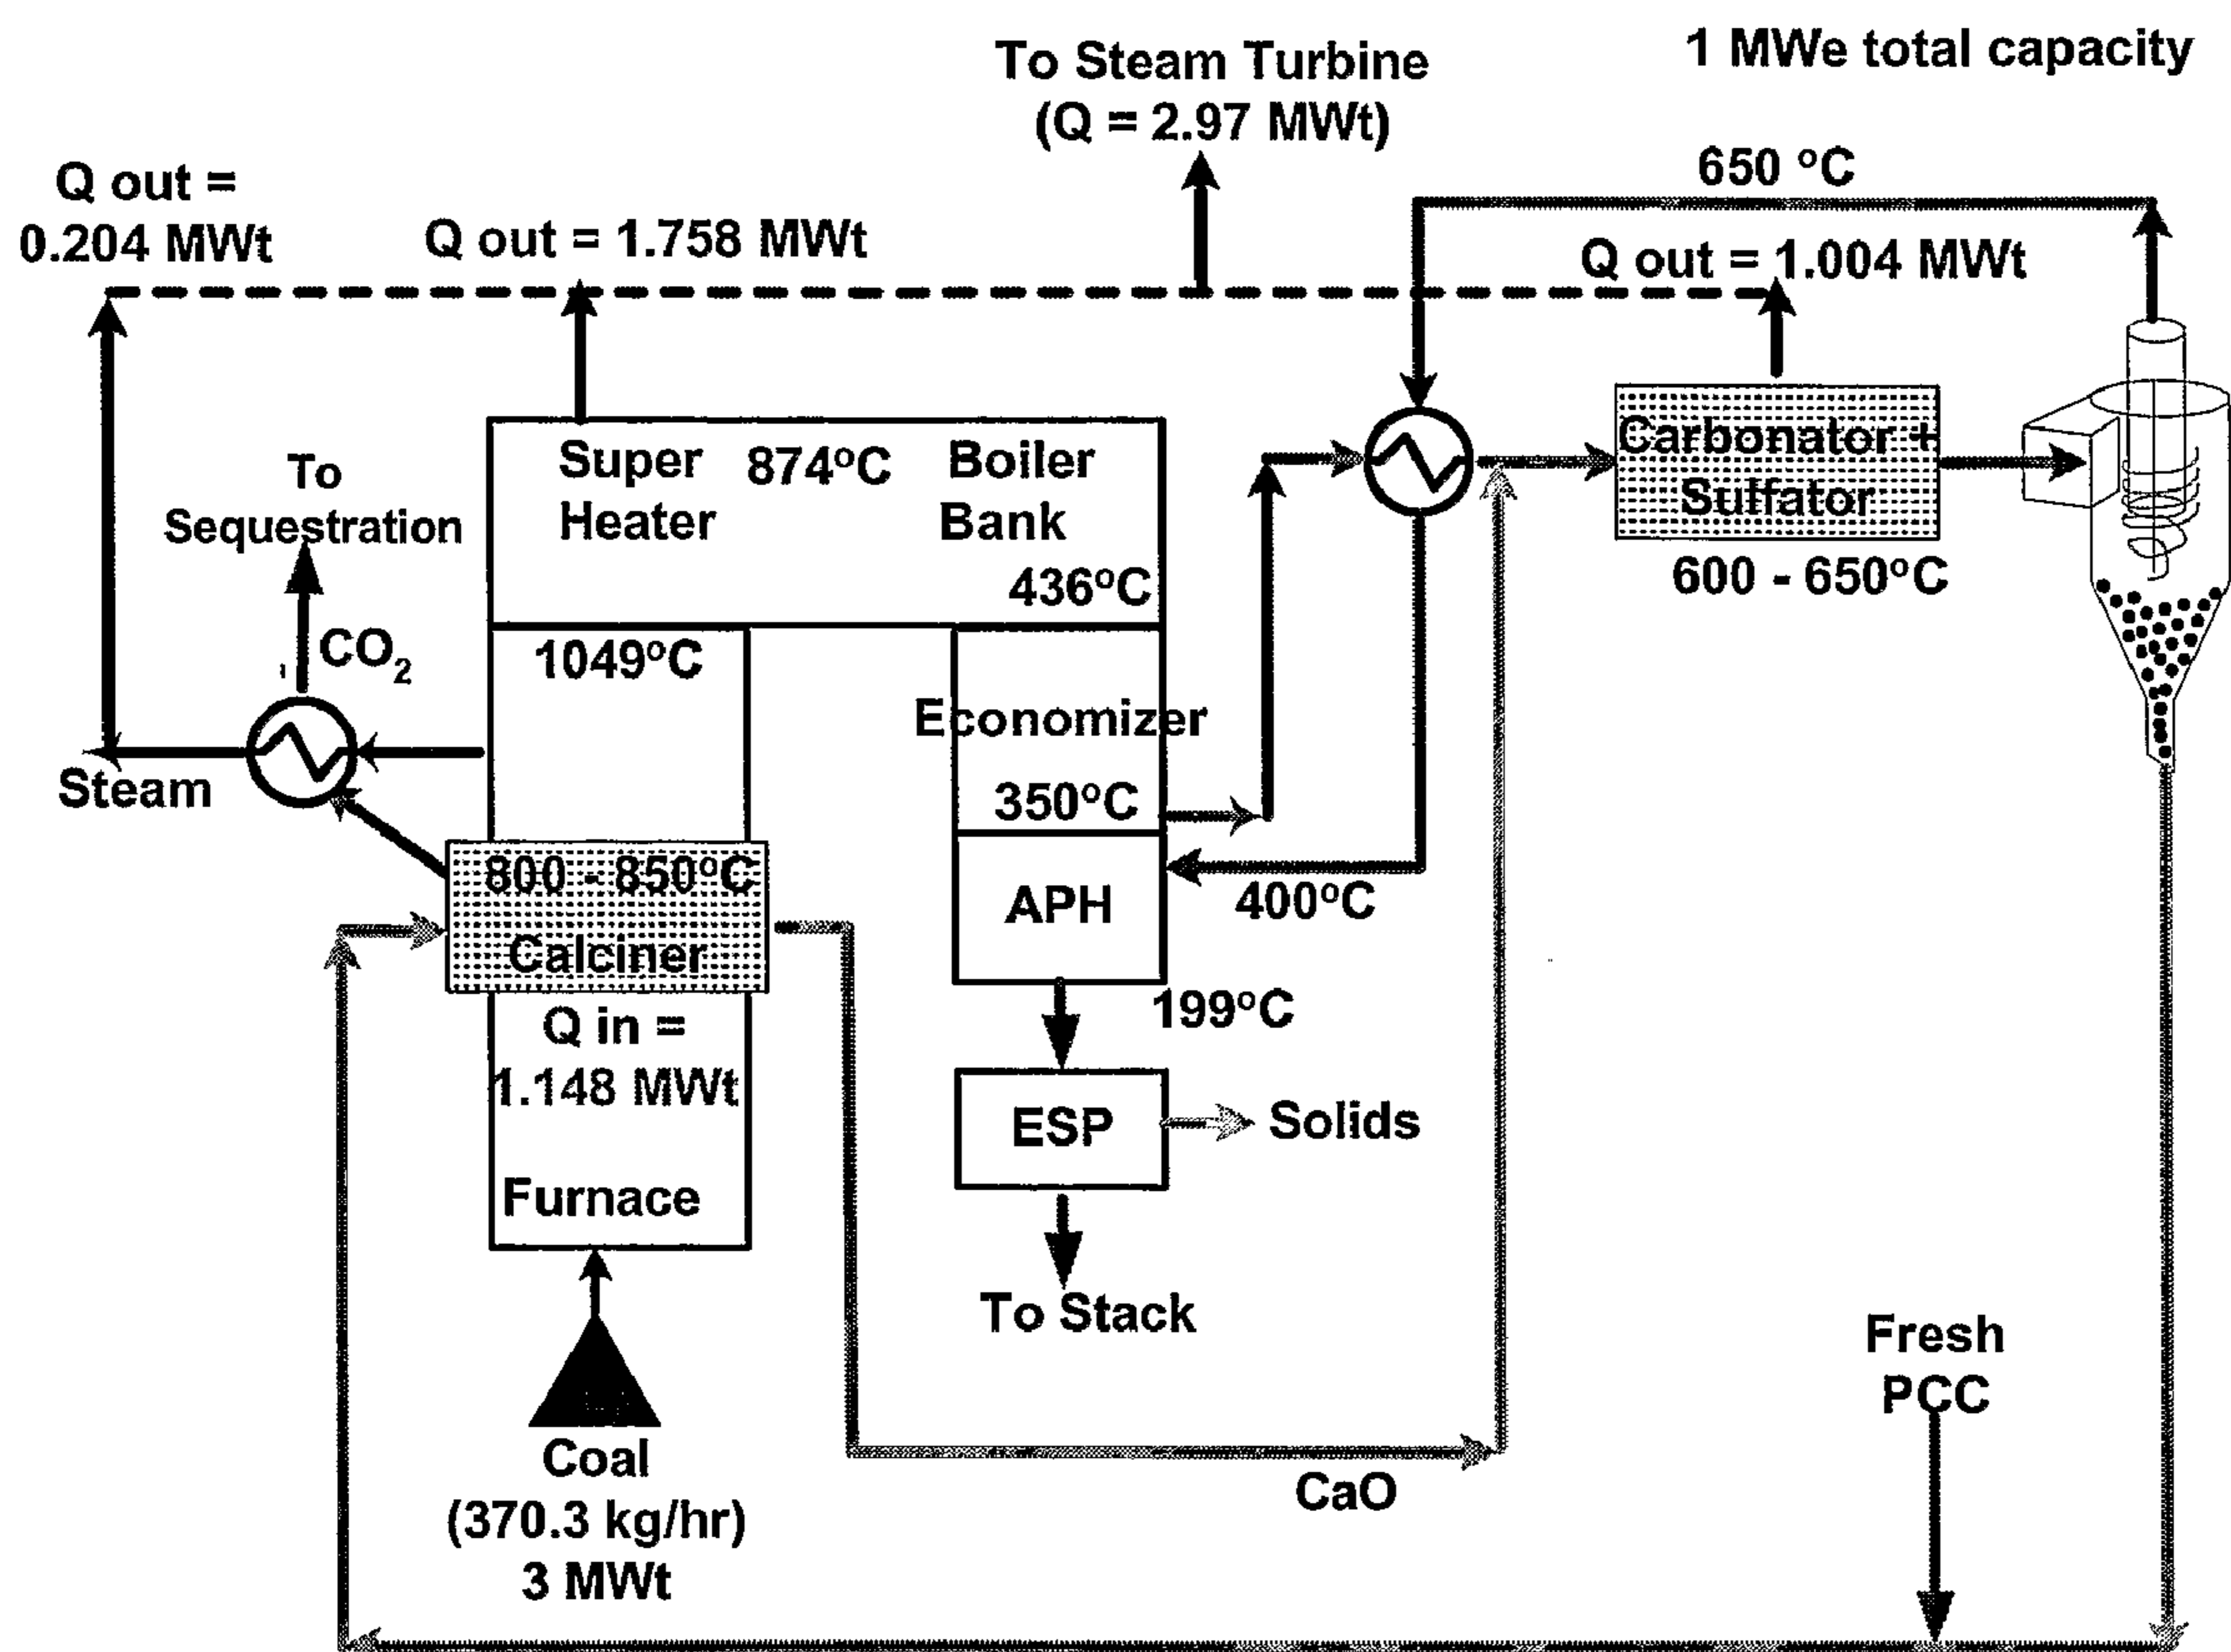 To Steam Turbine
(Q = 2.97 MWt)
1 MWe total capacity
Q out =
0.204 MWt
Q out = 1.758 MWt
650 °C
Q out = 1.004 MWt
To
Sequestration
CO₂
Steam
Super
Heater
874°C
Boiler
Bank
436°C
1049°C
Economizer
350°C
Carbonator +
Sulfator
600 - 650°C
800 - 850°C
Calciner
Q in =
1.148 MWt
Furnace
APH
400°C
199°C
ESP
Solids
To Stack
Coal
(370.3 kg/hr)
3 MWt
CaO
Fresh
PCC